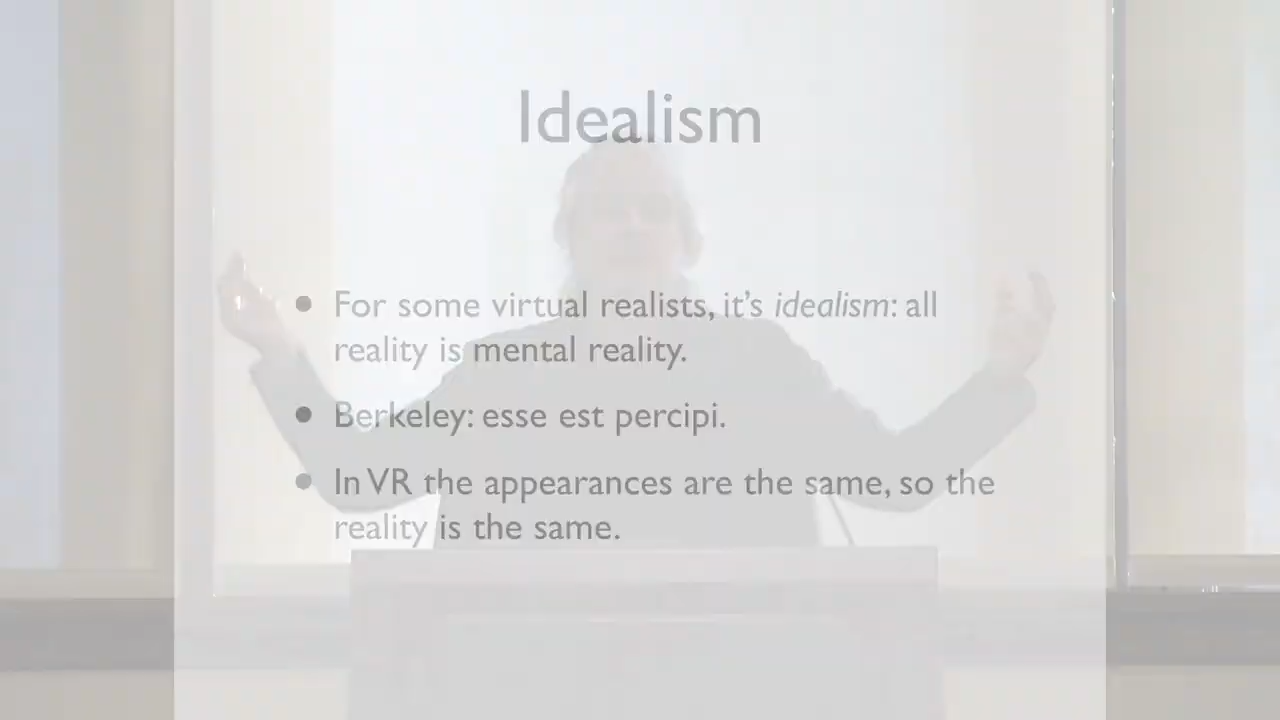 Idealism
• For some virtual realists, it's idealism: all
reality is mental reality.
• Berkeley: esse est percipi.
• In VR the appearances are the same, so the
reality is the same.